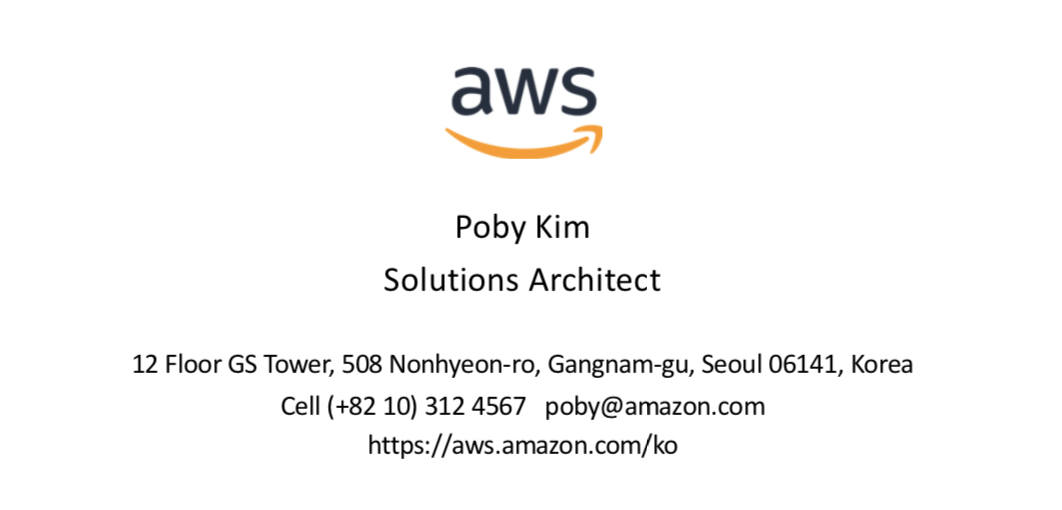 aws
Poby Kim
Solutions Architect
12 Floor GS Tower, 508 Nonhyeon-ro, Gangnam-gu, Seoul 06141, Korea
Cell (+82 10) 312 4567   poby@amazon.com
https://aws.amazon.com/ko